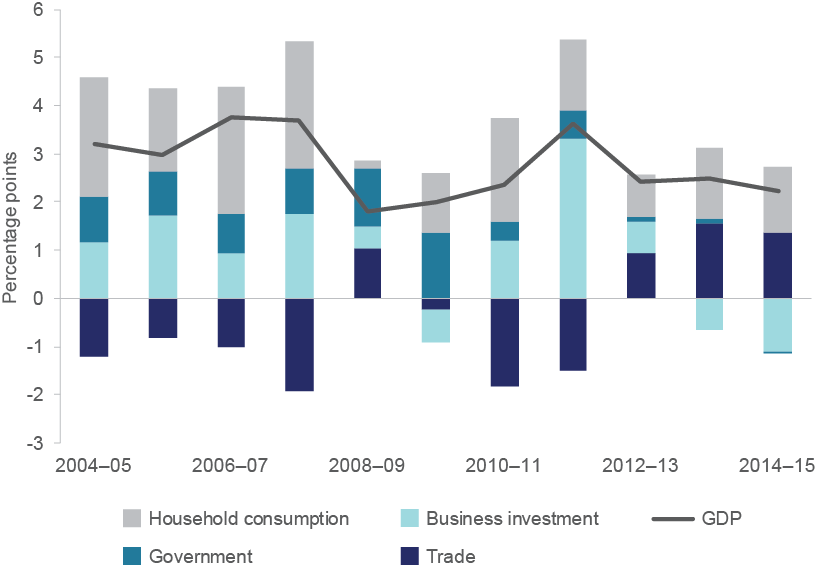 6
5
4
3
2
1
0
-1
-2
-3
Percentage points
2004–05 2006–07 2008–09 2010–11 2012–13 2014–15
Household consumption Business investment GDP
Government Trade